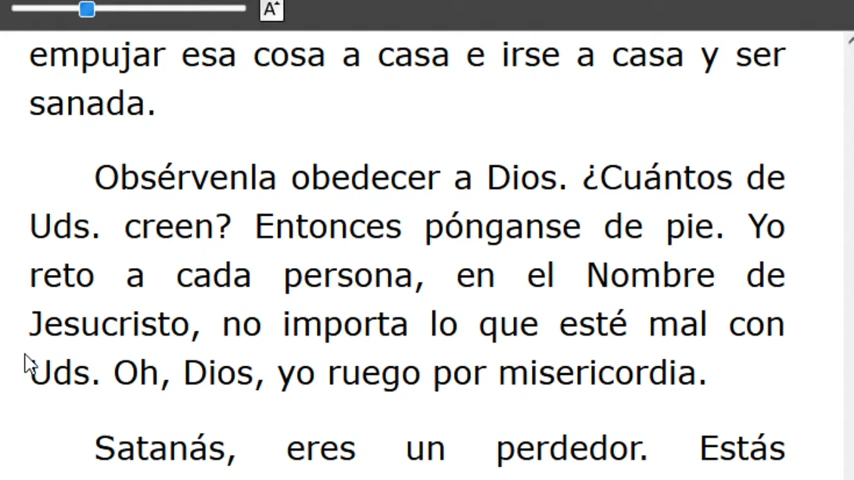 A
empujar esa cosa a casa e irse a casa y ser
sanada.
Obsérvenla obedecer a Dios. ¿Cuántos de
Uds. creen? Entonces pónganse de pie. Yo
reto a cada persona, en el Nombre de
Jesucristo, no importa lo que esté mal con
Uds. Oh, Dios, yo ruego por misericordia.
Satanás, eres un perdedor. Estás